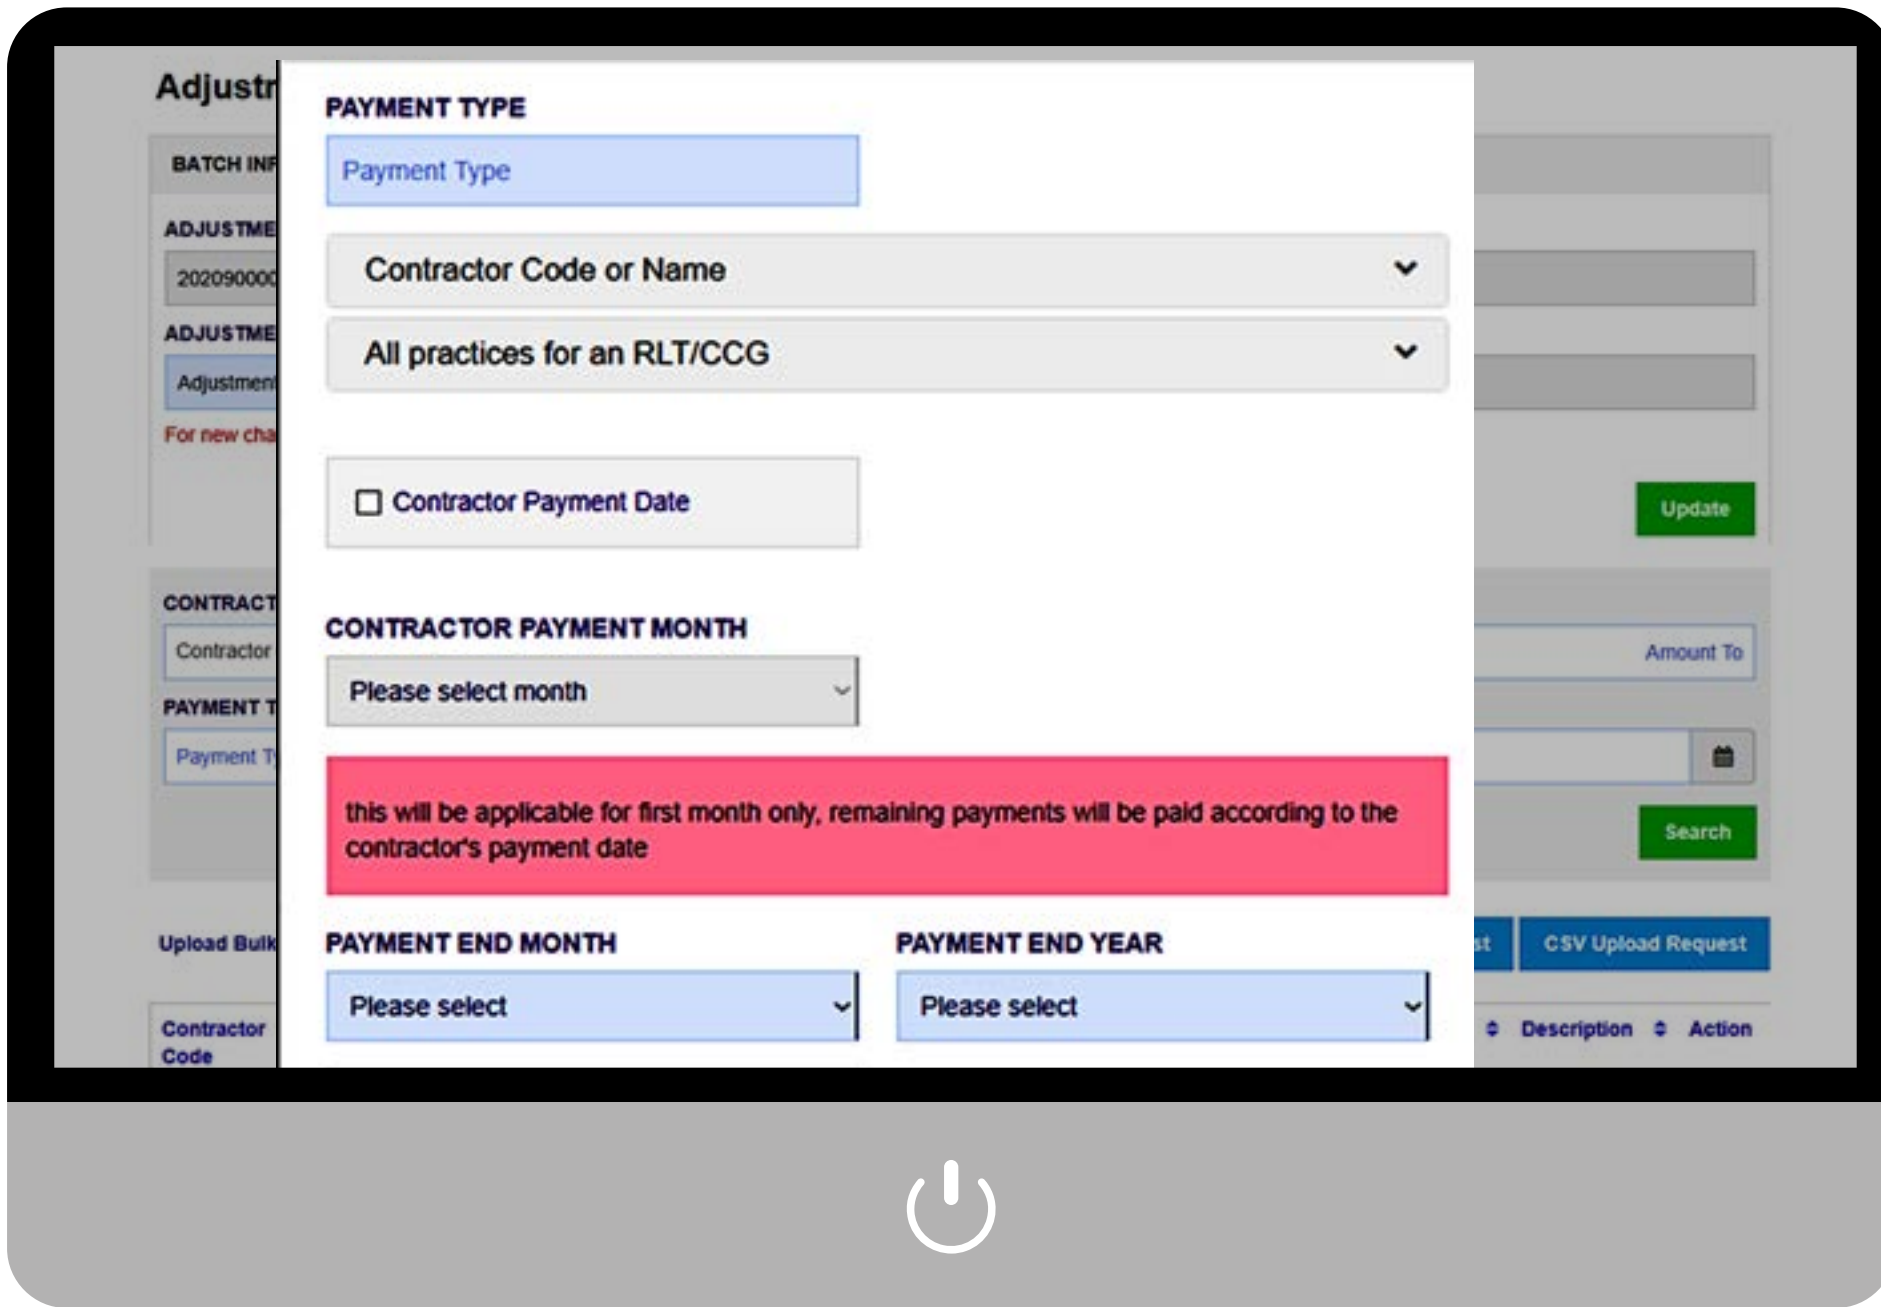 Adjustr
BATCH INF
ADJUSTME
202090000
ADJUSTME
Adjustment
For new cha
Update
CONTRACT
Contractor
Amount To
PAYMENT T
Payment Ty
Search
Upload Bulk
st
CSV Upload Request
Contractor
Code
Description
Action
PAYMENT TYPE
Payment Type
Contractor Code or Name
All practices for an RLT/CCG
Contractor Payment Date
CONTRACTOR PAYMENT MONTH
Please select month
this will be applicable for first month only, remaining payments will be paid according to the
contractor's payment date
PAYMENT END MONTH
PAYMENT END YEAR
Please select
Please select